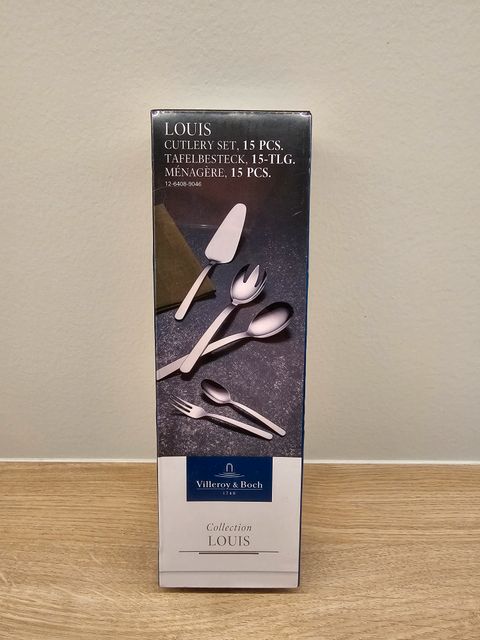 LOUIS
CUTLERY SET, 15 PCS.
TAFELBESTECK, 15-TLG.
MÉNAGÈRE, 15 PCS.
12-6408-9046
Villeroy & Boch
1748
Collection
LOUIS